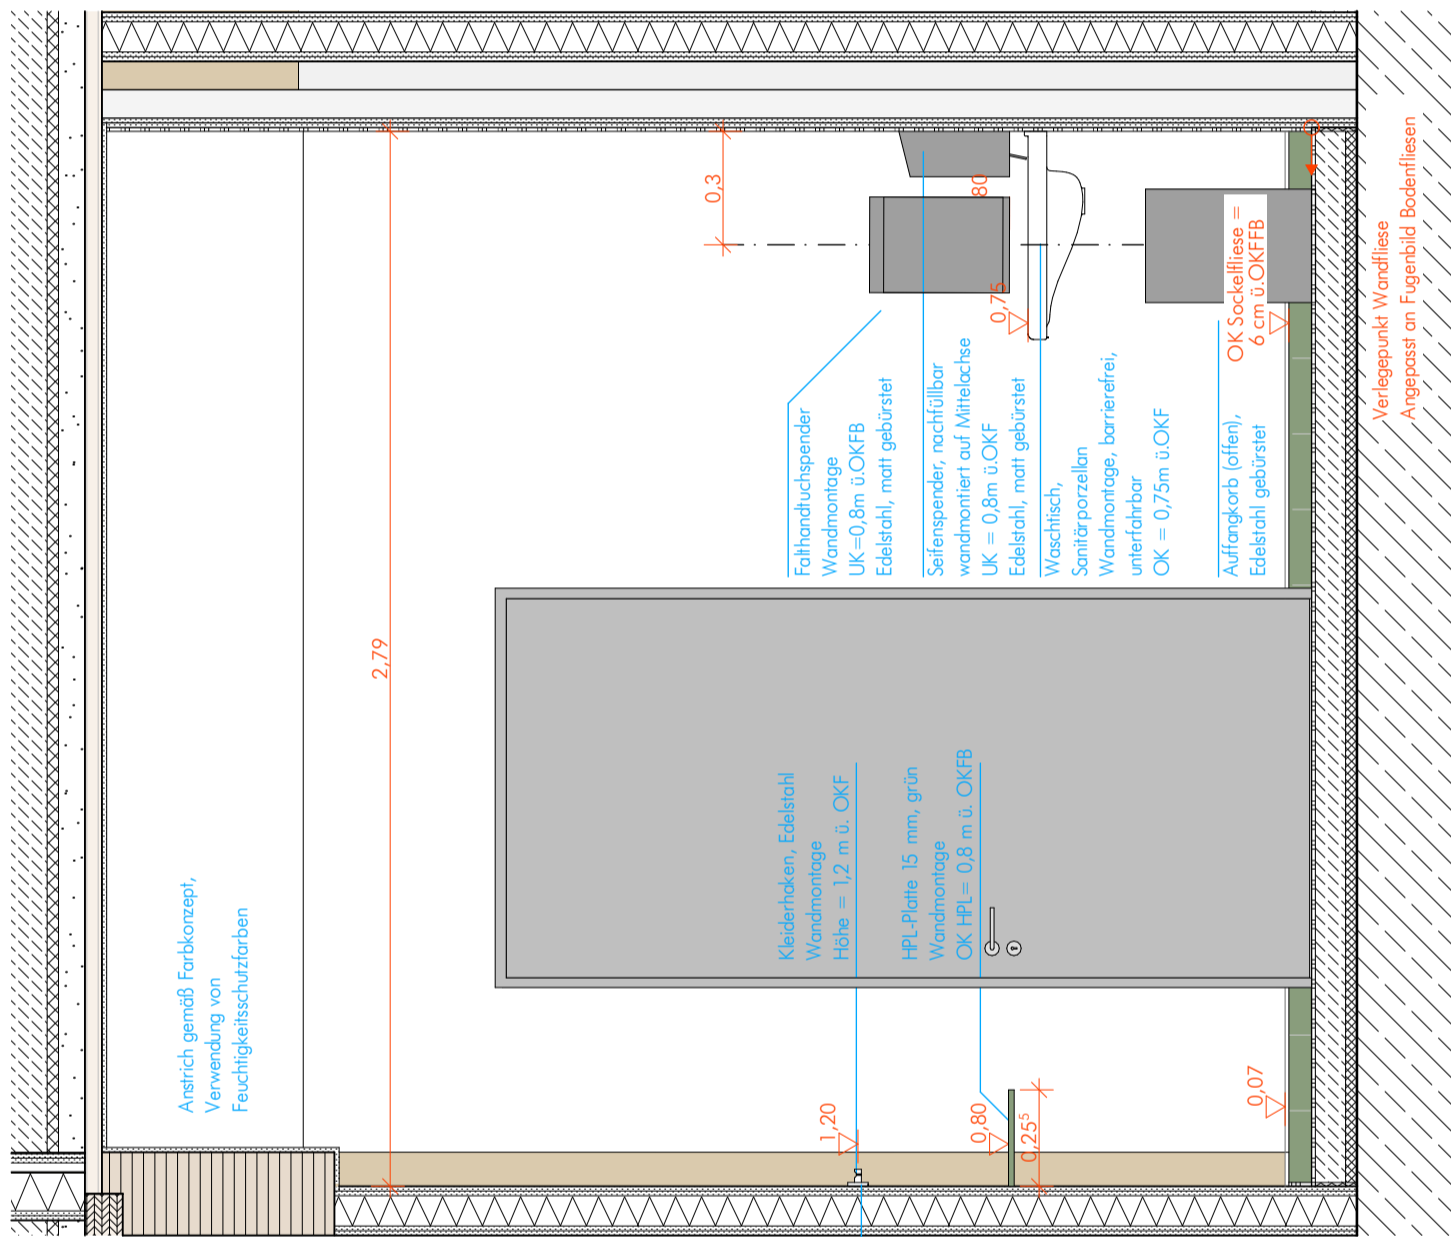 Anstrich gemäß Farbkonzept,
Verwendung von
Feuchtigkeitsschutzfarben
2,79
0,3
Kleiderhaken, Edelstahl
Wandmontage
Höhe = 1,2 m ü. OKF
HPL-Platte 15 mm, grün
Wandmontage
OK HPL= 0,8 m ü. OKFB
1,20
0,80
0,25⁵
0,07
Falthandtuchspender
Wandmontage
UK=0,8m ü.OKFB
Edelstahl, matt gebürstet
Seifenspender, nachfüllbar
wandmontiert auf Mittelachse
UK = 0,8m ü.OKF
Edelstahl, matt gebürstet
Waschtisch,
Sanitärporzellan
Wandmontage, barrierefrei,
unterfahrbar
OK = 0,75m ü.OKF
Auffangkorb (offen),
Edelstahl gebürstet
80
0,75
OK Sockelfliese =
6 cm ü.OKFFB
Verlegepunkt Wandfliese
Angepasst an Fugenbild Bodenfliesen